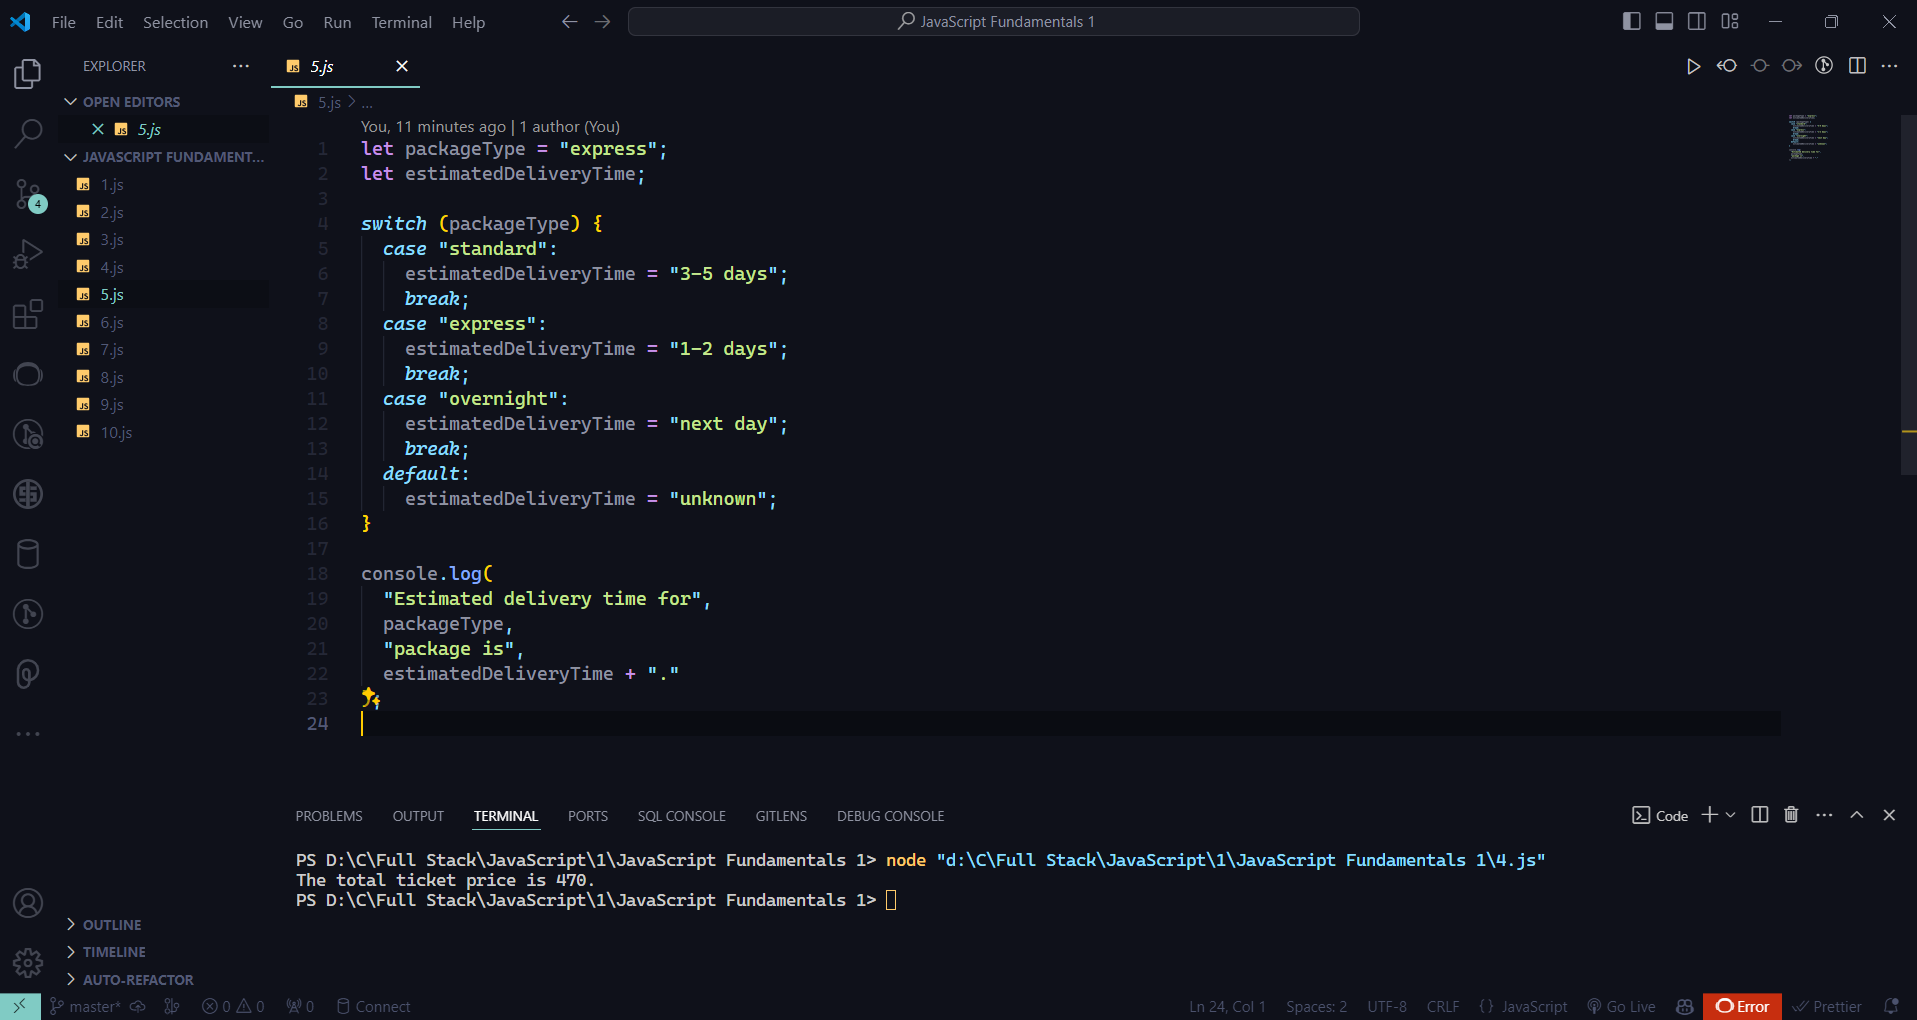 File Edit Selection View Go Run Terminal Help
JavaScript Fundamentals 1
EXPLORER
OPEN EDITORS
5.js
JAVASCRIPT FUNDAMENT...
1.js
2.js
3.js
4.js
5.js
6.js
7.js
8.js
9.js
10.js
OUTLINE
TIMELINE
AUTO-REFACTOR
4
5.js
5.js > ...
You, 11 minutes ago | 1 author (You)
1 let packageType = "express";
2 let estimatedDeliveryTime;
3
4 switch (packageType) {
5 case "standard":
6 estimatedDeliveryTime = "3-5 days";
7 break;
8 case "express":
9 estimatedDeliveryTime = "1-2 days";
10 break;
11 case "overnight":
12 estimatedDeliveryTime = "next day";
13 break;
14 default:
15 estimatedDeliveryTime = "unknown";
16 }
17
18 console.log(
19 "Estimated delivery time for",
20 packageType,
21 "package is",
22 estimatedDeliveryTime + "."
23 );
24
PROBLEMS OUTPUT TERMINAL PORTS SQL CONSOLE GITLENS DEBUG CONSOLE
Code
PS D:\C\Full Stack\JavaScript\1\JavaScript Fundamentals 1> node "d:\C\Full Stack\JavaScript\1\JavaScript Fundamentals 1\4.js"
The total ticket price is 470.
PS D:\C\Full Stack\JavaScript\1\JavaScript Fundamentals 1>
master* 0 0 0 Connect Ln 24, Col 1 Spaces: 2 UTF-8 CRLF {} JavaScript Go Live Error Prettier